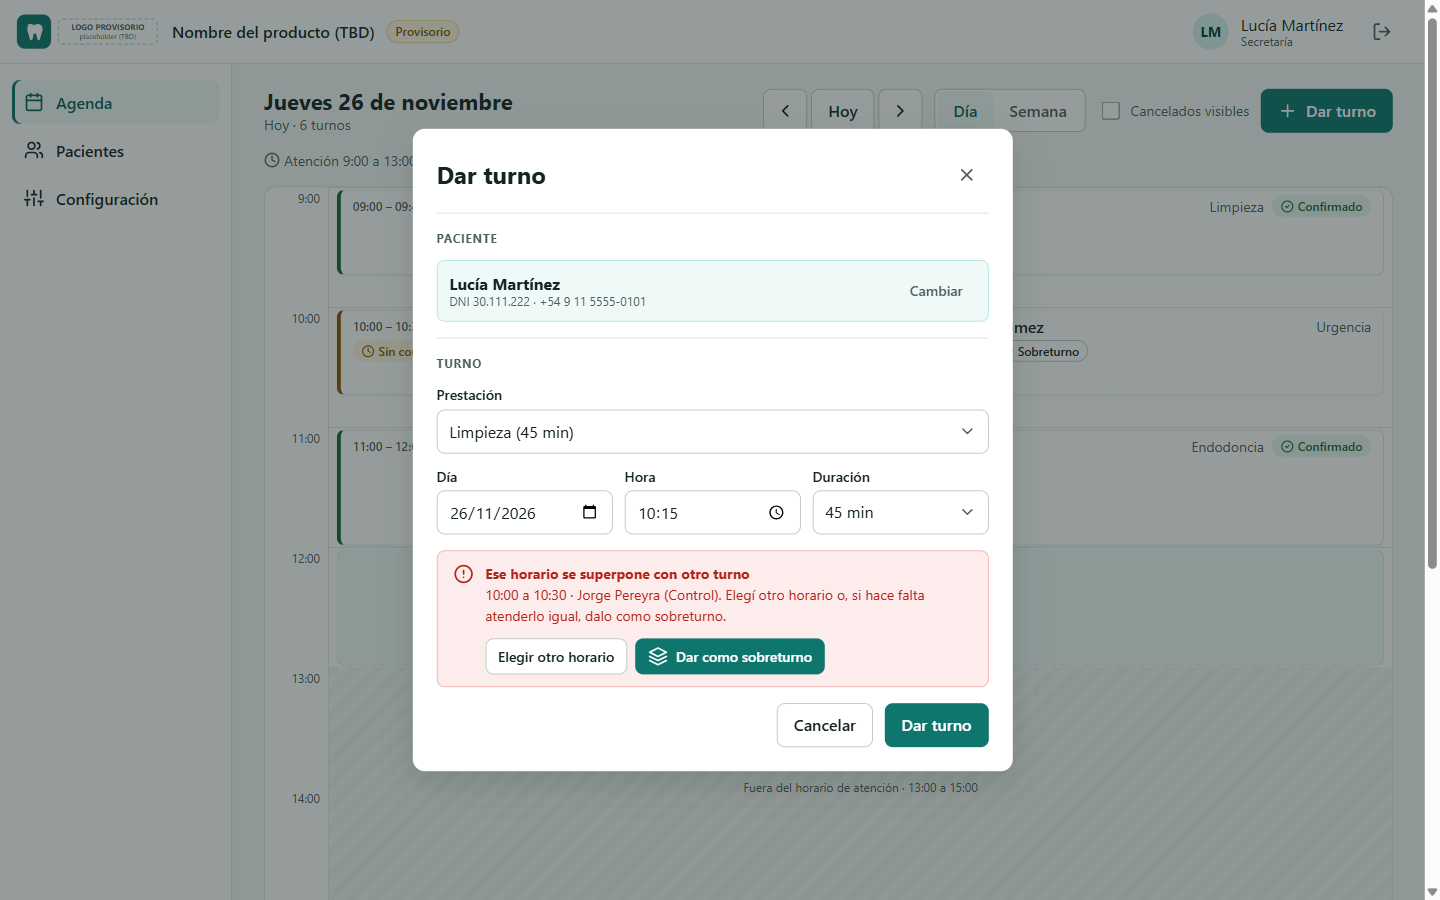 LOGO PROVISORIO
placeholder (TBD)
Nombre del producto (TBD)
Provisorio
LM
Lucía Martínez
Secretaría
Agenda
Pacientes
Configuración
Jueves 26 de noviembre
Hoy · 6 turnos
Hoy
Día
Semana
Cancelados visibles
Dar turno
Atención 9:00 a 13:00
9:00
09:00 – 09:
Limpieza
Confirmado
10:00
10:00 – 10:
Sin co
mez
Sobreturno
Urgencia
11:00
11:00 – 12:
Endodoncia
Confirmado
12:00
13:00
14:00
Fuera del horario de atención · 13:00 a 15:00
Dar turno
PACIENTE
Lucía Martínez
DNI 30.111.222 · +54 9 11 5555-0101
Cambiar
TURNO
Prestación
Limpieza (45 min)
Día
Hora
Duración
26/11/2026
10:15
45 min
Ese horario se superpone con otro turno
10:00 a 10:30 · Jorge Pereyra (Control). Elegí otro horario o, si hace falta
atenderlo igual, dalo como sobreturno.
Elegir otro horario
Dar como sobreturno
Cancelar
Dar turno